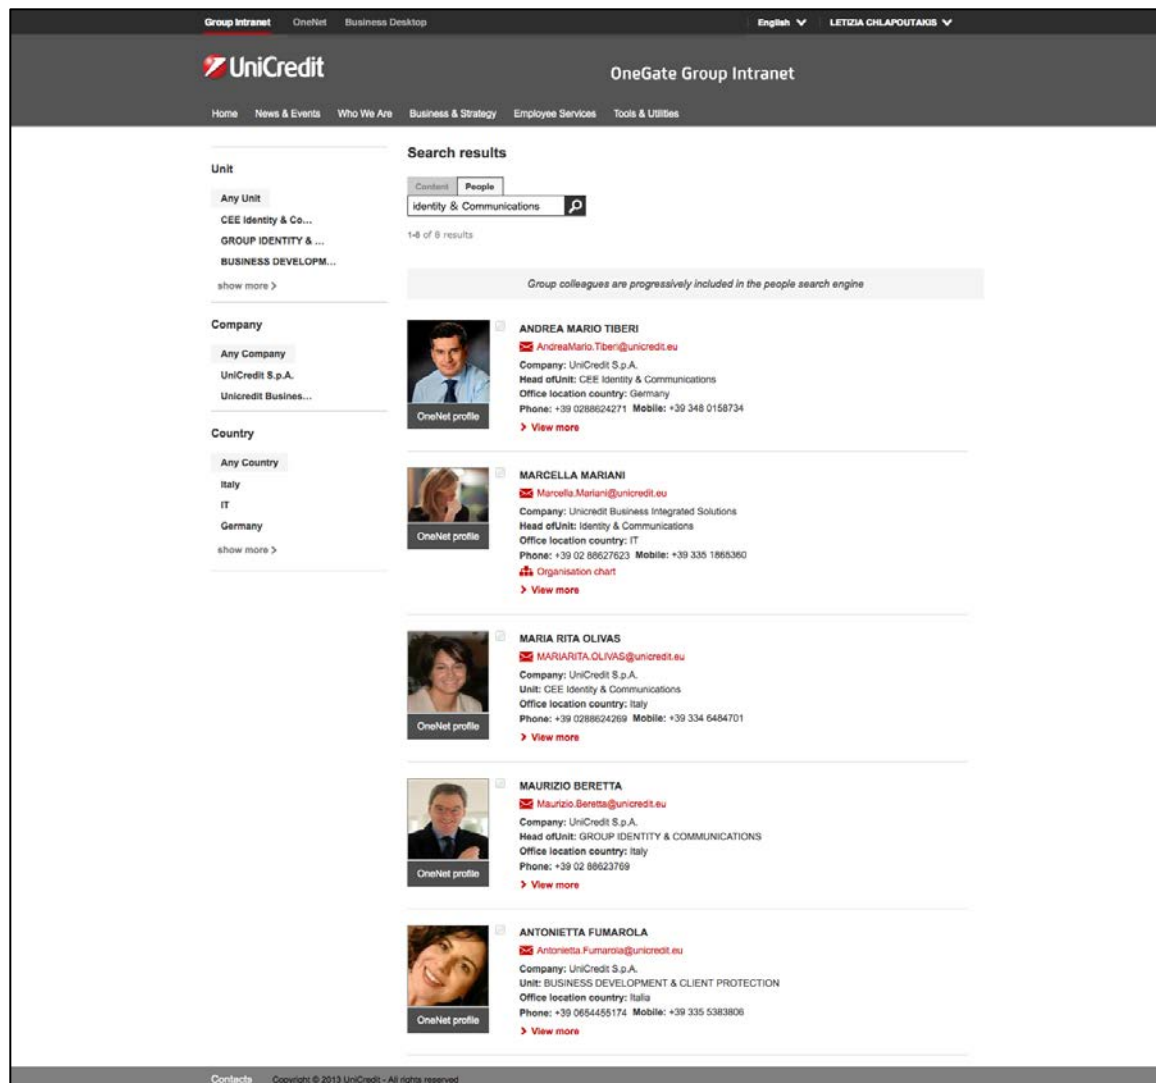 Group Intranet OneNet Business Desktop English LETIZIA CHLAPOUTAKIS
UniCredit OneGate Group Intranet
Home News & Events Who We Are Business & Strategy Employee Services Tools & Utilities
Search results
Content People
identity & Communications
1-6 of 6 results
Unit
Any Unit
CEE Identity & Co...
GROUP IDENTITY & ...
BUSINESS DEVELOPM...
show more >
Company
Any Company
UniCredit S.p.A.
Unicredit Busines...
Country
Any Country
Italy
IT
Germany
show more >
Group colleagues are progressively included in the people search engine
ANDREA MARIO TIBERI
AndreaMario.Tiberi@unicredit.eu
Company: UniCredit S.p.A.
Head ofUnit: CEE Identity & Communications
Office location country: Germany
Phone: +39 0288624271 Mobile: +39 348 0158734
> View more
OneNet profile
MARCELLA MARIANI
Marcella.Mariani@unicredit.eu
Company: Unicredit Business Integrated Solutions
Head ofUnit: Identity & Communications
Office location country: IT
Phone: +39 02 88627623 Mobile: +39 335 1865360
Organisation chart
> View more
OneNet profile
MARIA RITA OLIVAS
MARIARITA.OLIVAS@unicredit.eu
Company: UniCredit S.p.A.
Unit: CEE Identity & Communications
Office location country: Italy
Phone: +39 0288624269 Mobile: +39 334 6484701
> View more
OneNet profile
MAURIZIO BERETTA
Maurizio.Beretta@unicredit.eu
Company: UniCredit S.p.A.
Head ofUnit: GROUP IDENTITY & COMMUNICATIONS
Office location country: Italy
Phone: +39 02 88623769
> View more
OneNet profile
ANTONIETTA FUMAROLA
Antonietta.Fumarola@unicredit.eu
Company: UniCredit S.p.A.
Unit: BUSINESS DEVELOPMENT & CLIENT PROTECTION
Office location country: Italia
Phone: +39 0654455174 Mobile: +39 335 5383806
> View more
OneNet profile
Contacts Copyright © 2013 UniCredit - All rights reserved